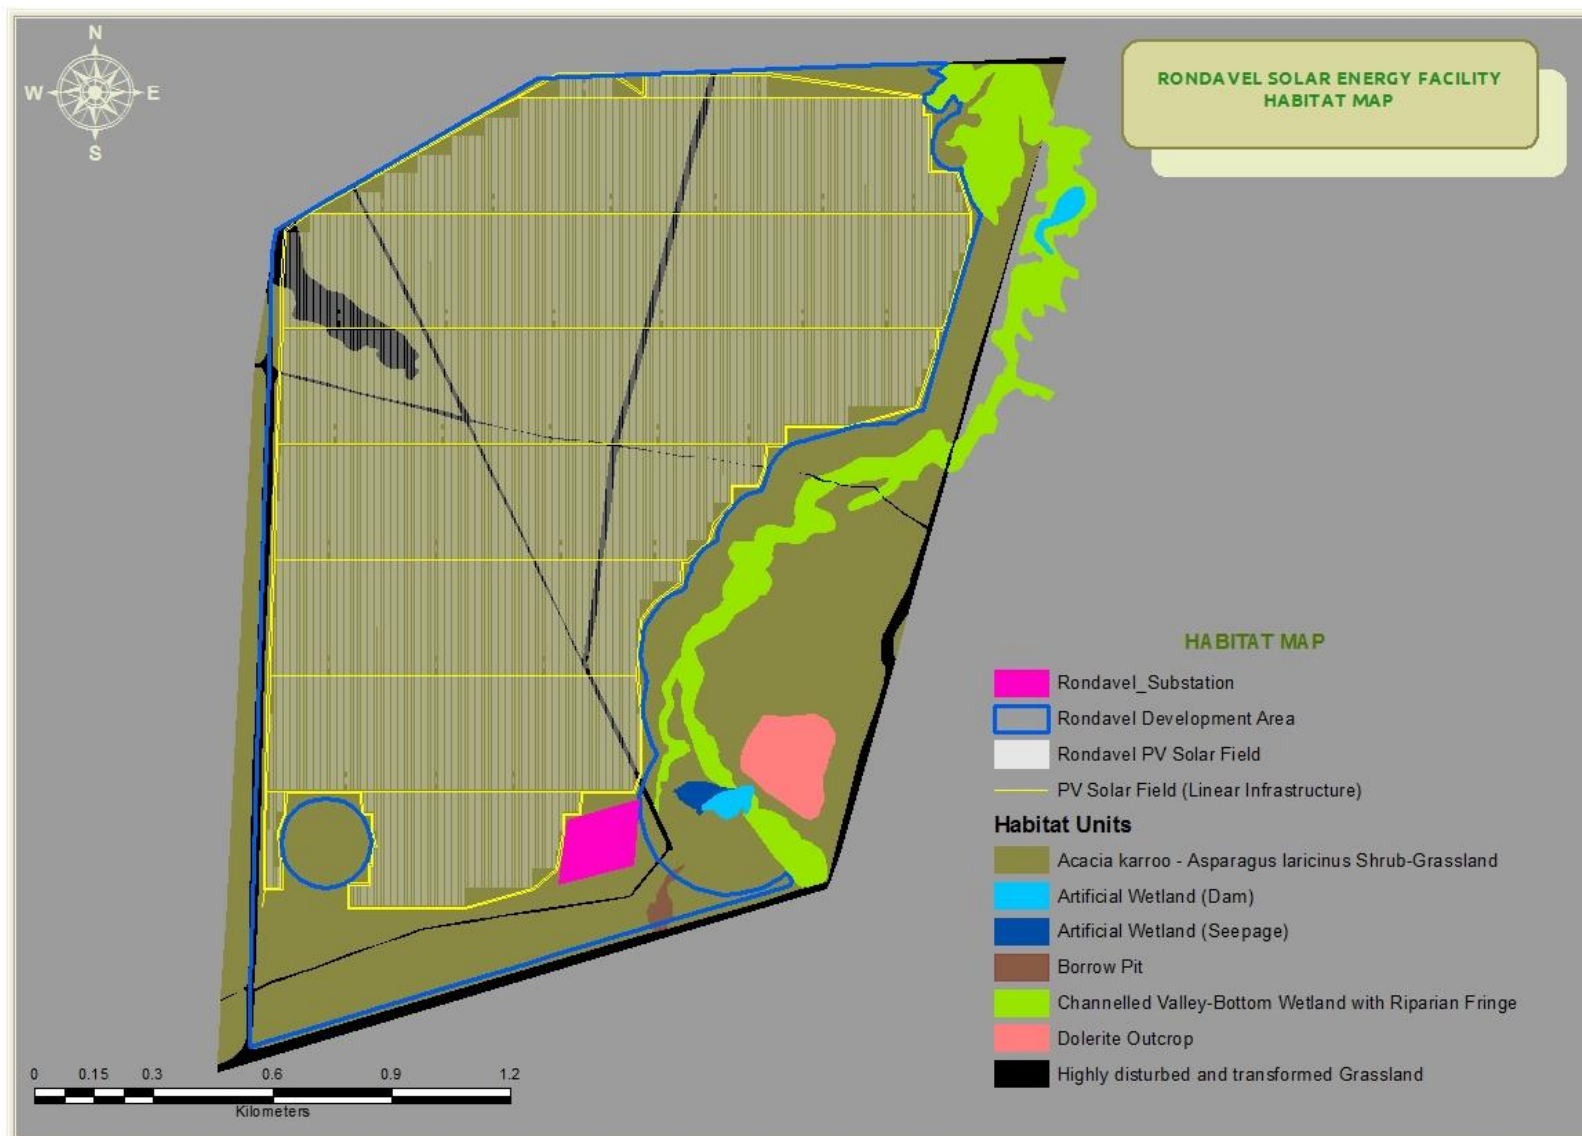 N
W E
S
RONDAVEL SOLAR ENERGY FACILITY
HABITAT MAP
HABITAT MAP
Rondavel_Substation
Rondavel Development Area
Rondavel PV Solar Field
PV Solar Field (Linear Infrastructure)
Habitat Units
Acacia karroo - Asparagus laricinus Shrub-Grassland
Artificial Wetland (Dam)
Artificial Wetland (Seepage)
Borrow Pit
Channelled Valley-Bottom Wetland with Riparian Fringe
Dolerite Outcrop
Highly disturbed and transformed Grassland
0 0.15 0.3 0.6 0.9 1.2
Kilometers